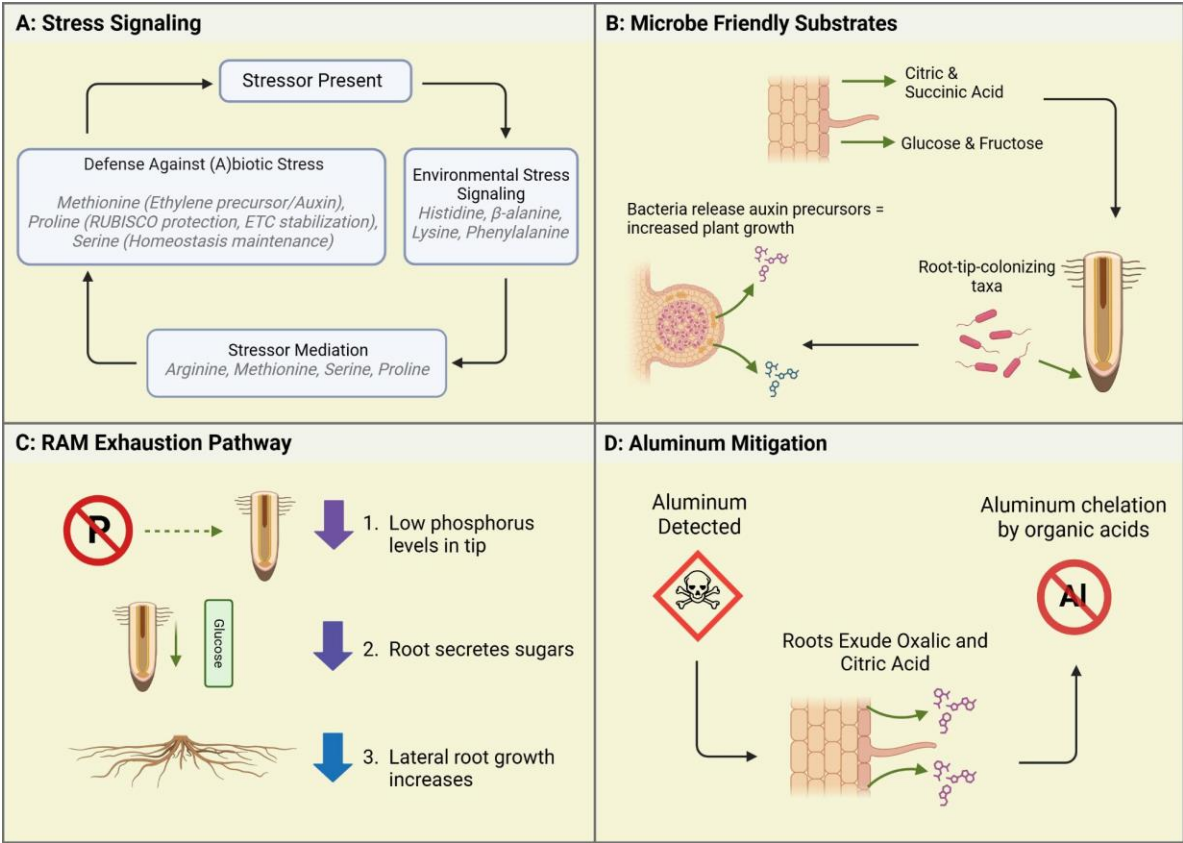 A: Stress Signaling
Stressor Present
Defense Against (A)biotic Stress
Methionine (Ethylene precursor/Auxin),
Proline (RUBISCO protection, ETC stabilization),
Serine (Homeostasis maintenance)
Environmental Stress
Signaling
Histidine, β-alanine,
Lysine, Phenylalanine
Stressor Mediation
Arginine, Methionine, Serine, Proline
B: Microbe Friendly Substrates
Citric &
Succinic Acid
Glucose & Fructose
Bacteria release auxin precursors =
increased plant growth
Root-tip-colonizing
taxa
C: RAM Exhaustion Pathway
P
1. Low phosphorus
levels in tip
Glucose
2. Root secretes sugars
3. Lateral root growth
increases
D: Aluminum Mitigation
Aluminum
Detected
Roots Exude Oxalic and
Citric Acid
Aluminum chelation
by organic acids
Al